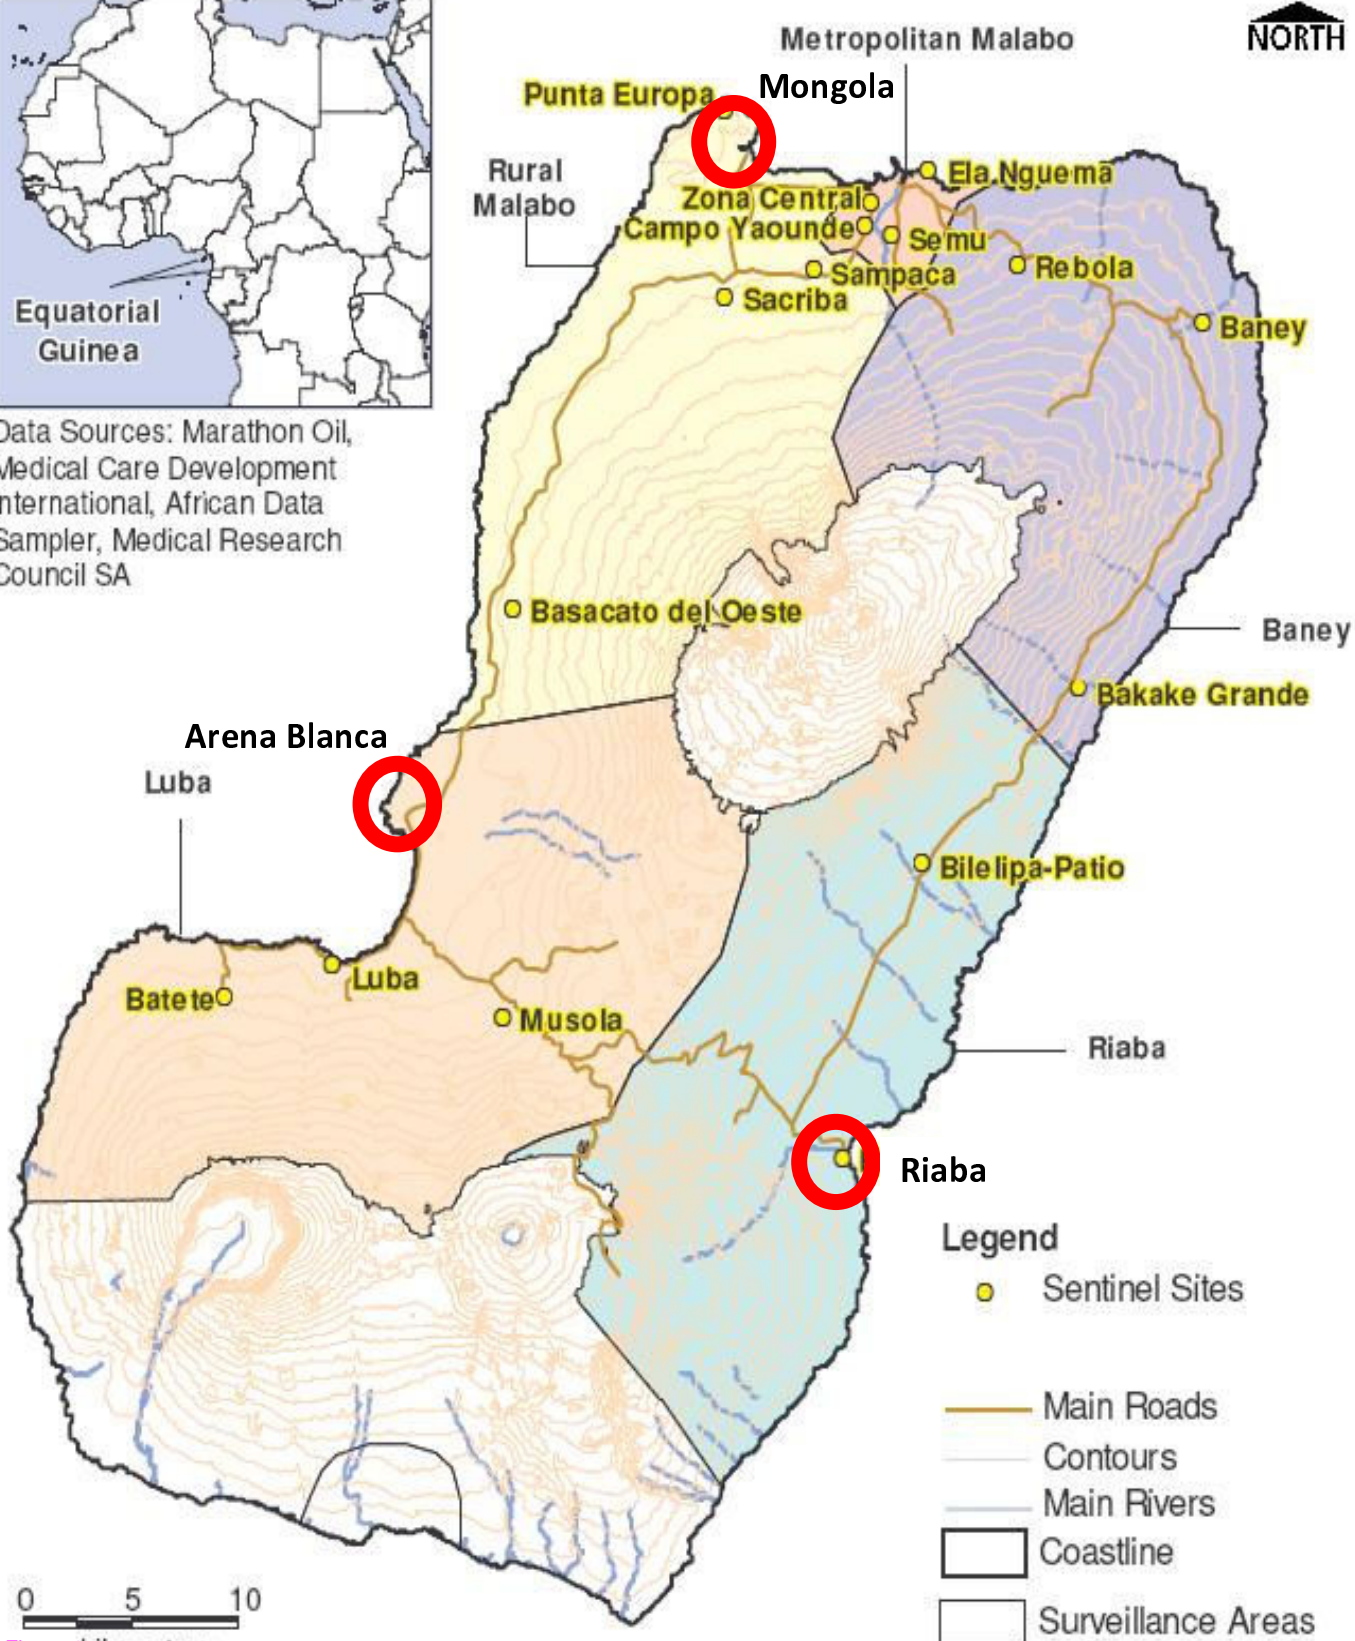 NORTH
Metropolitan Malabo
Mongola
Punta Europa
Rural
Malabo
Ela Nguema
Zona Central
Campo Yaounde
Semu
Sampaca
Rebola
Sacriba
Baney
Equatorial
Guinea
Data Sources: Marathon Oil,
Medical Care Development
International, African Data
Sampler, Medical Research
Council SA
Basacato del Oeste
Baney
Bakake Grande
Arena Blanca
Luba
Bilelipa-Patio
Luba
Batete
Musola
Riaba
Riaba
Legend
Sentinel Sites
Main Roads
Contours
Main Rivers
Coastline
Surveillance Areas
0 5 10